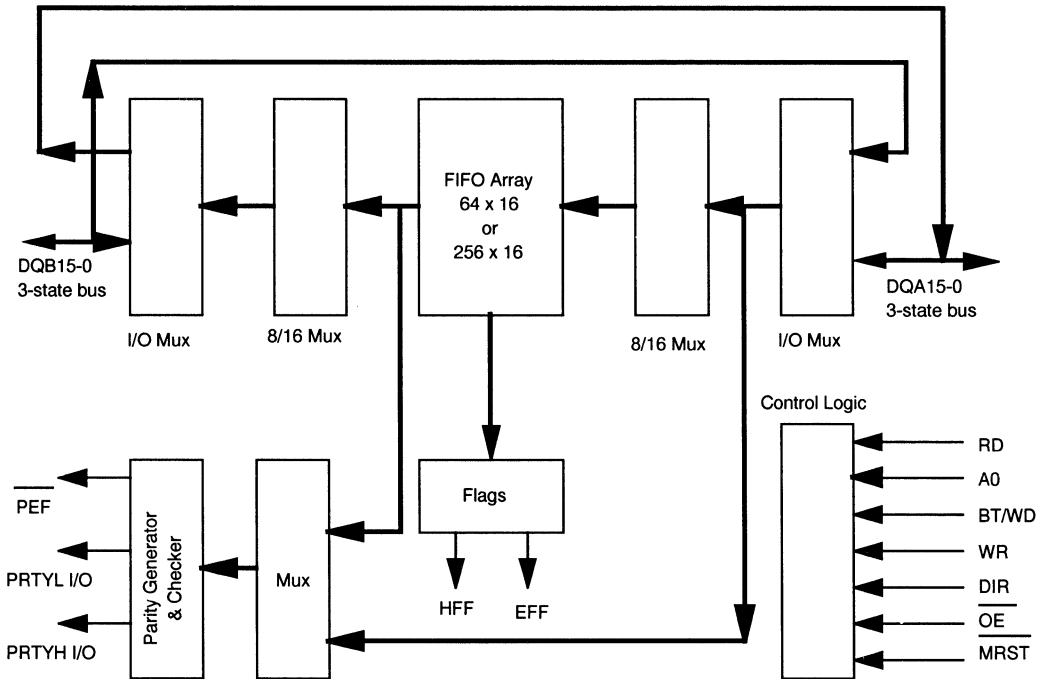 FIFO Array
64 x 16
or
256 x 16
DQB15-0
3-state bus
DQA15-0
3-state bus
I/O Mux
8/16 Mux
8/16 Mux
I/O Mux
Control Logic
RD
A0
BT/WD
WR
DIR
OE
MRST
Flags
HFF
EFF
Mux
Parity Generator
& Checker
PEF
PRTYL I/O
PRTYH I/O